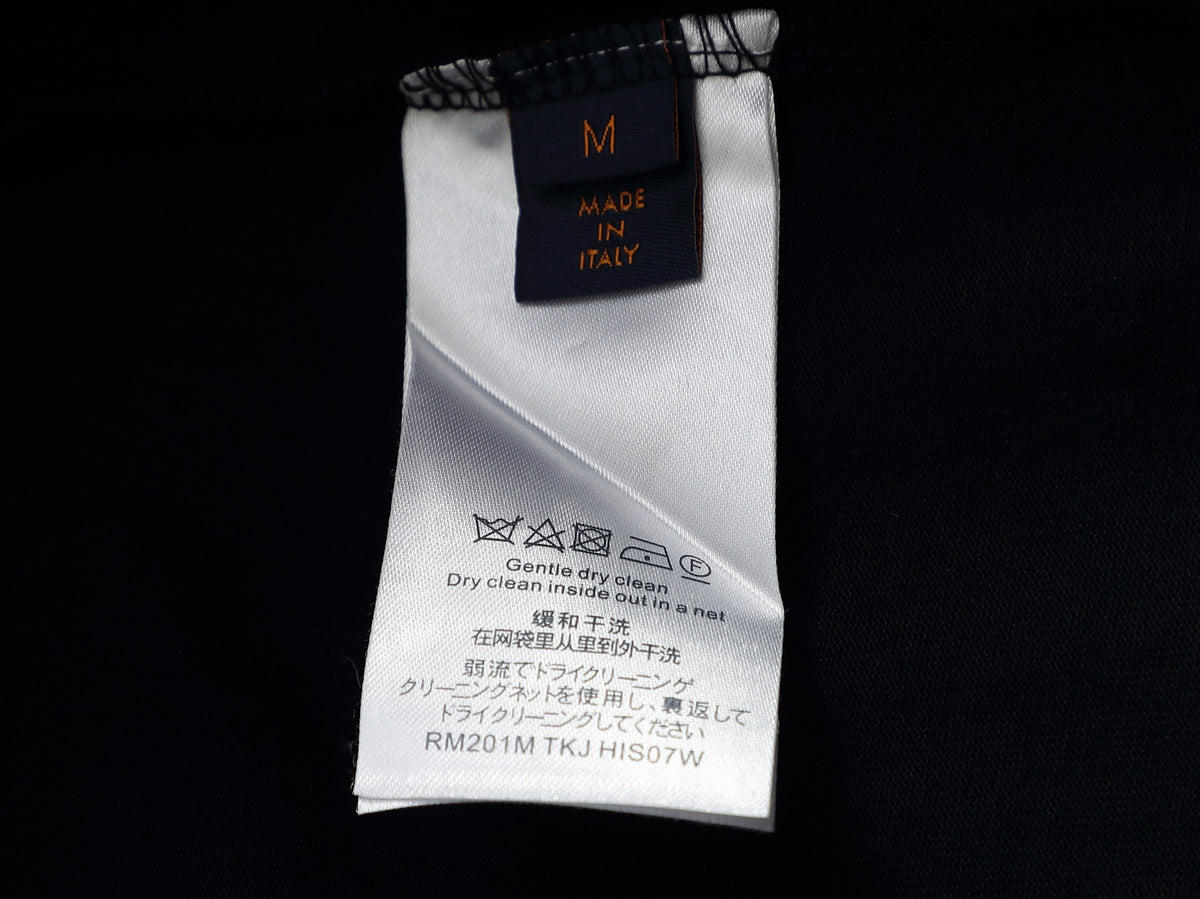 M
MADE
IN
ITALY
F
Gentle dry clean
Dry clean inside out in a net
缓和干洗
在网袋里从里到外干洗
弱流でドライクリーニング
クリーニングネットを使用し、裏返して
ドライクリーニングしてください
RM201M TKJ HIS07W